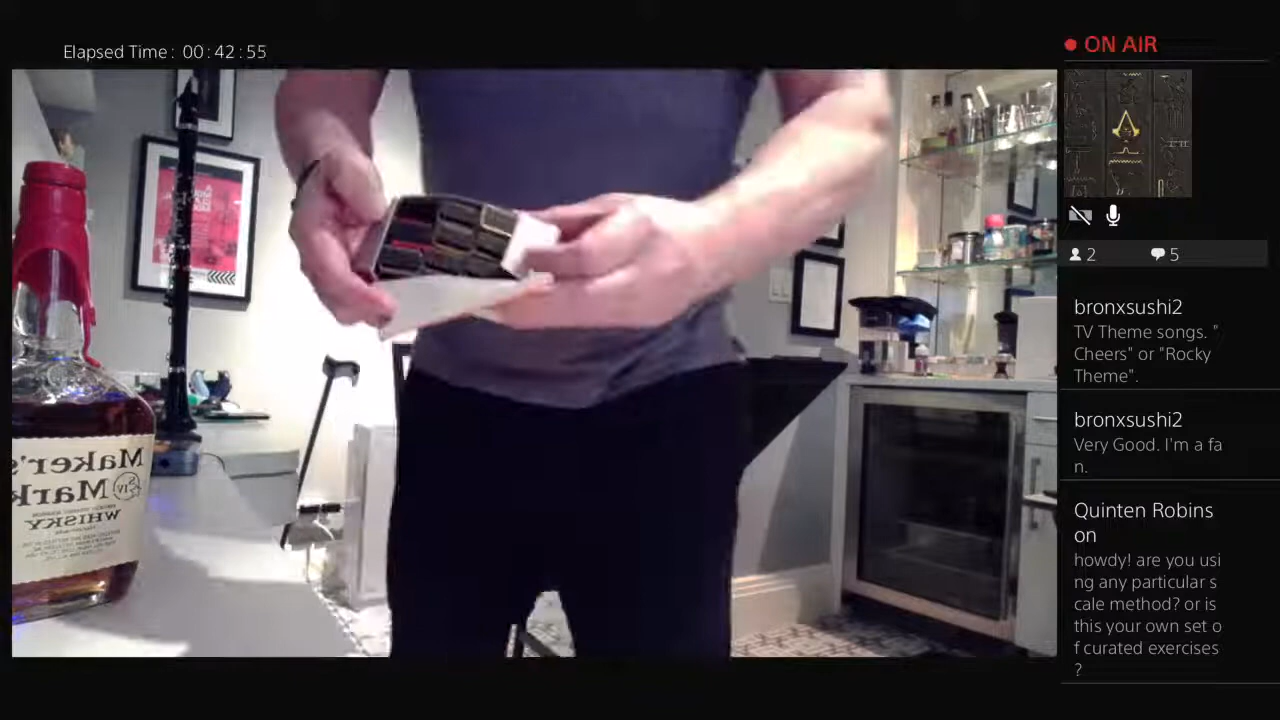 Elapsed Time: 00:42:55
ON AIR
2
5
bronxsushi2
TV Theme songs. "
Cheers" or "Rocky
Theme".
bronxsushi2
Very Good. I'm a fa
n.
Quinten Robins
on
howdy! are you usi
ng any particular s
cale method? or is
this your own set o
f curated exercises
?
Maker's
Mark
SIV
WHISKY